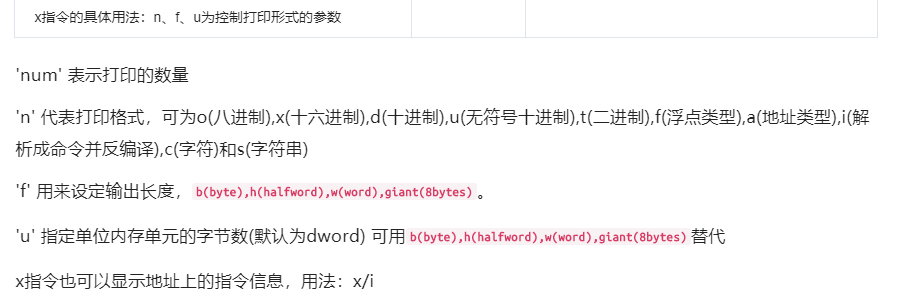 x指令的具体用法：n、f、u为控制打印形式的参数
'num' 表示打印的数量
'n' 代表打印格式，可为o(八进制),x(十六进制),d(十进制),u(无符号十进制),t(二进制),f(浮点类型),a(地址类型),i(解
析成命令并反编译),c(字符)和s(字符串)
'f' 用来设定输出长度，b(byte),h(halfword),w(word),giant(8bytes)。
'u' 指定单位内存单元的字节数(默认为dword) 可用b(byte),h(halfword),w(word),giant(8bytes)替代
x指令也可以显示地址上的指令信息，用法：x/i